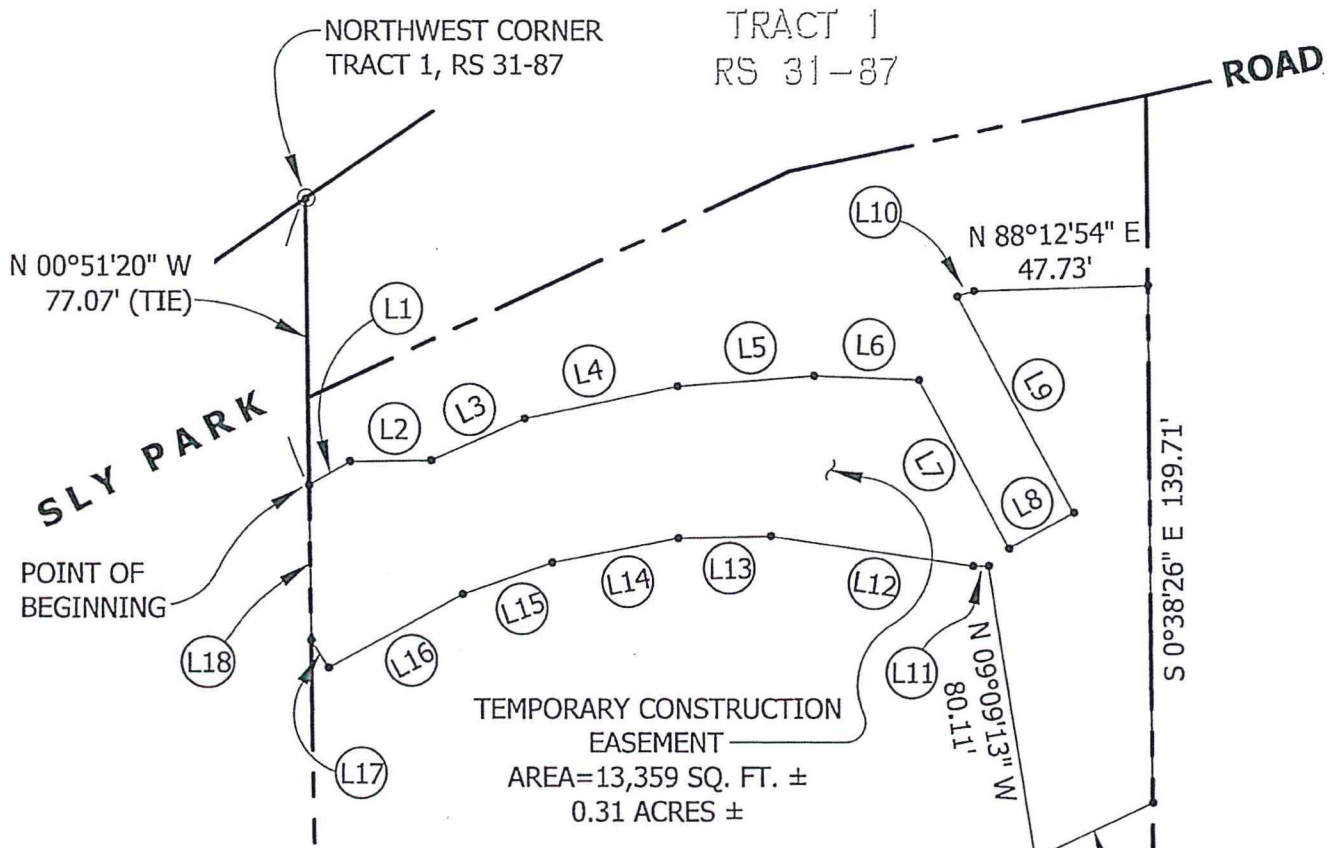 TRACT 1
RS 31-87
NORTHWEST CORNER
TRACT 1, RS 31-87
ROAD
L10
N 88°12'54" E
47.73'
N 00°51'20" W
77.07' (TIE)
L1
L5
L6
L4
L9
L3
L2
SLY PARK
L7
L8
S 0°38'26" E 139.71'
POINT OF
BEGINNING
L13
L14
L12
L15
L18
L16
L11
N 09°09'13" W
80.11'
TEMPORARY CONSTRUCTION
EASEMENT
AREA=13,359 SQ. FT. ±
0.31 ACRES ±
L17